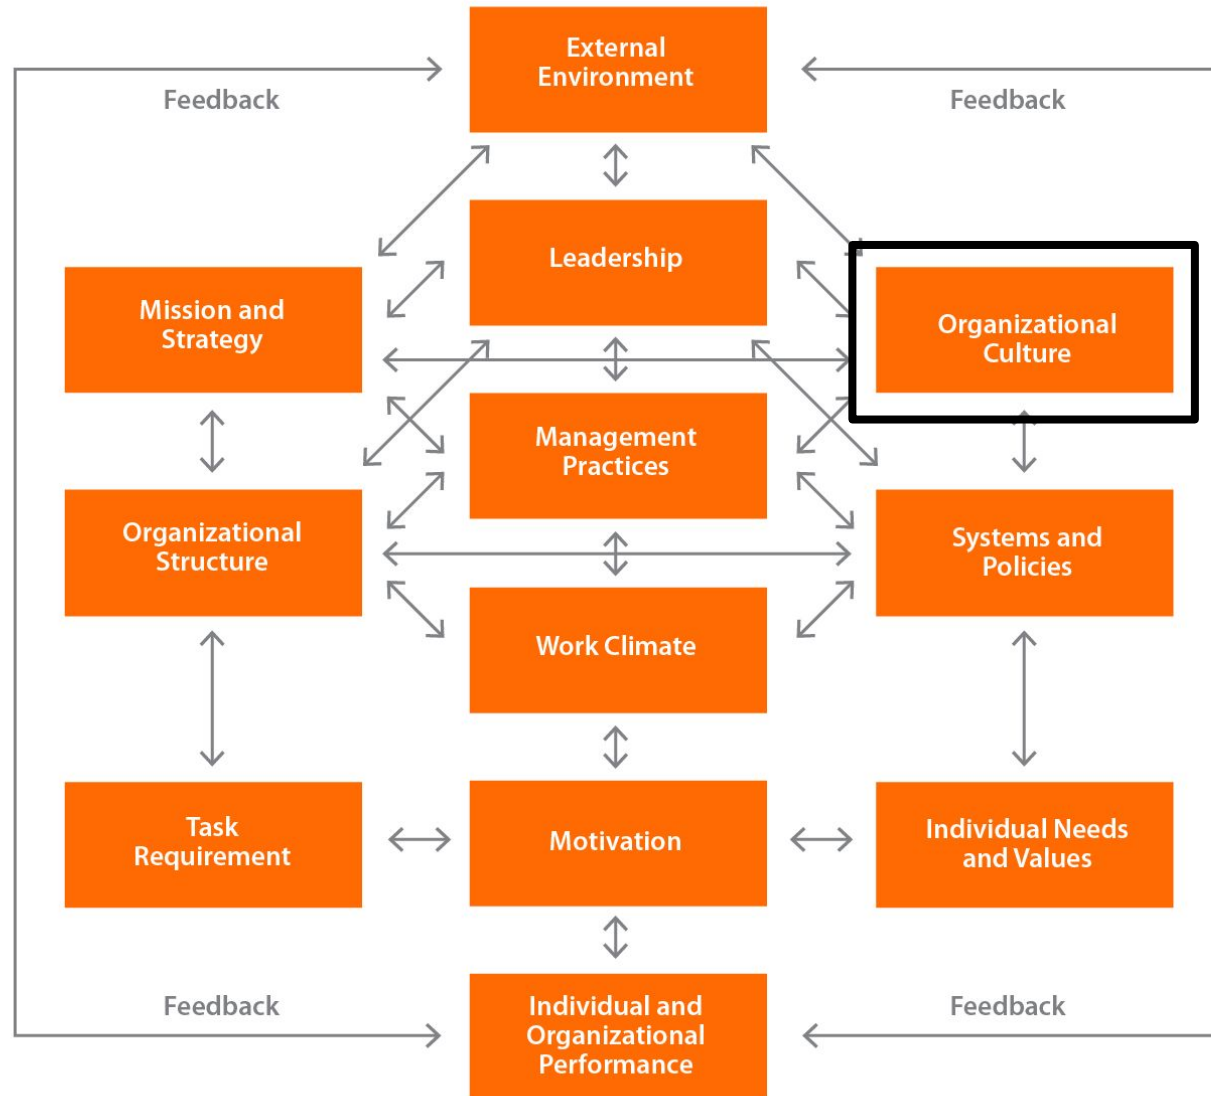 External
Environment
Feedback
Feedback
Leadership
Mission and
Strategy
Organizational
Culture
Management
Practices
Organizational
Structure
Systems and
Policies
Work Climate
Task
Requirement
Motivation
Individual Needs
and Values
Feedback
Individual and
Organizational
Performance
Feedback